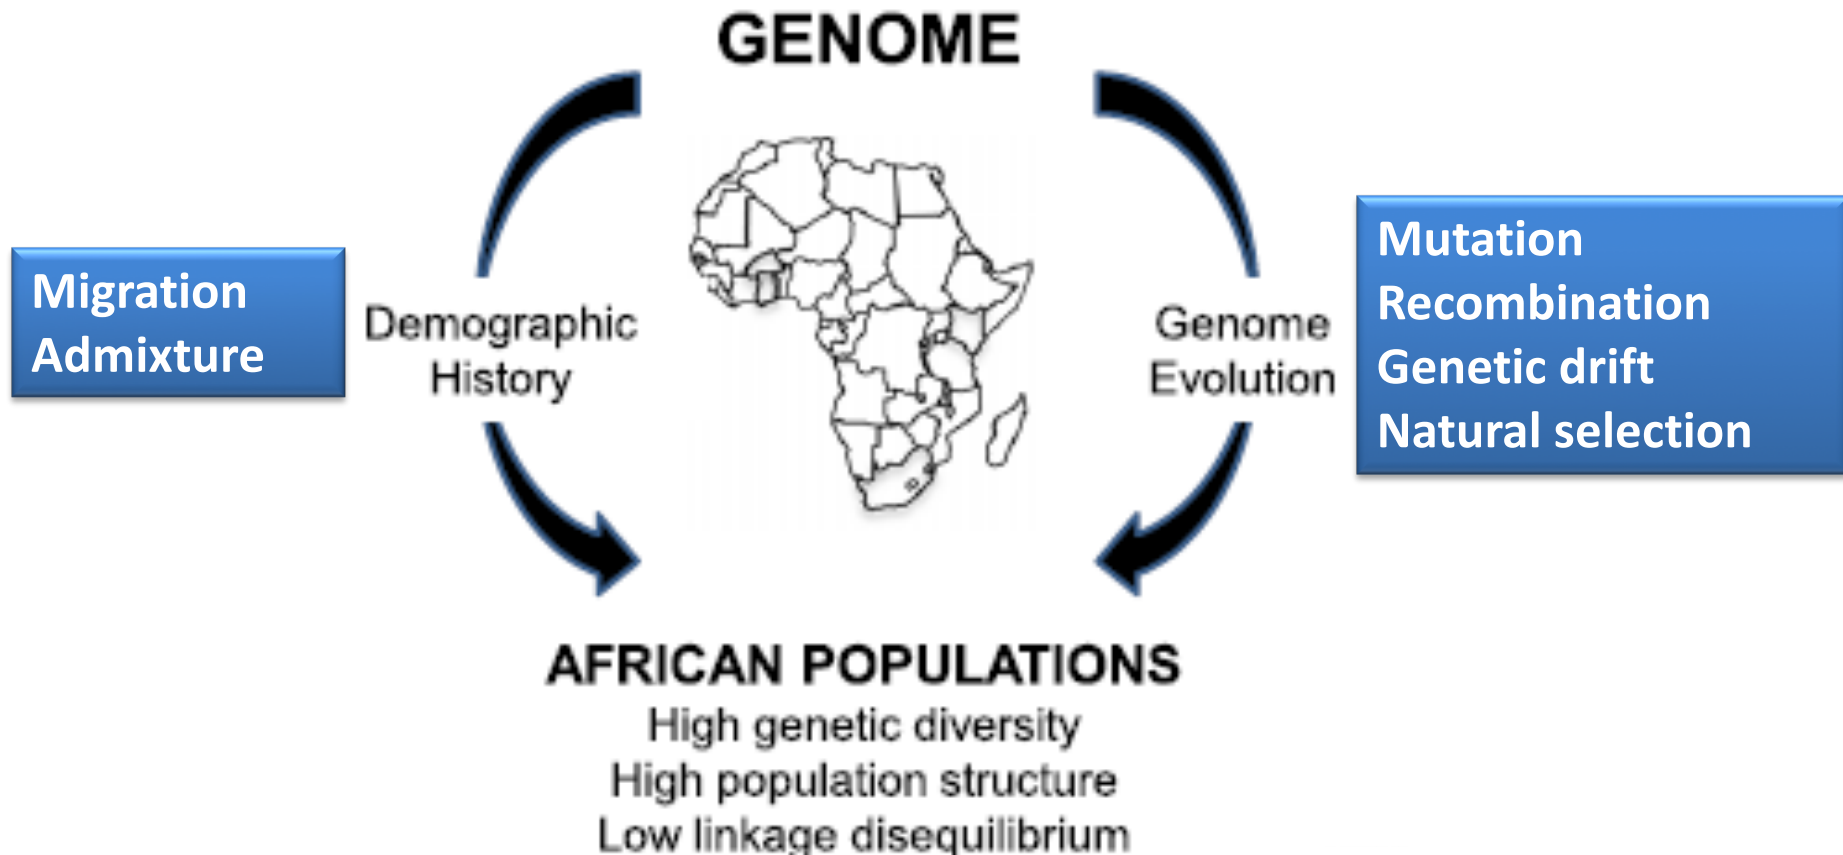 GENOME
Migration
Admixture
Demographic
History
Genome
Evolution
Mutation
Recombination
Genetic drift
Natural selection
AFRICAN POPULATIONS
High genetic diversity
High population structure
Low linkage disequilibrium